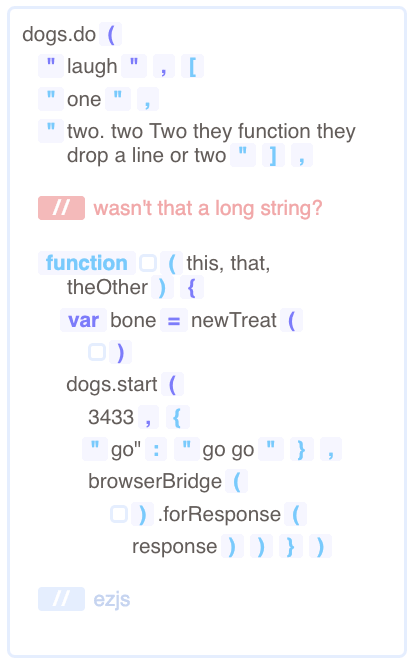 dogs.do (
" laugh " , [
" one " ,
" two. two Two they function they
drop a line or two " ] ,
// wasn't that a long string?
function ( this, that,
theOther ) {
var bone = newTreat (
)
dogs.start (
3433 , {
" go" : " go go " } ,
browserBridge (
) .forResponse (
response ) ) } )
// ezjs